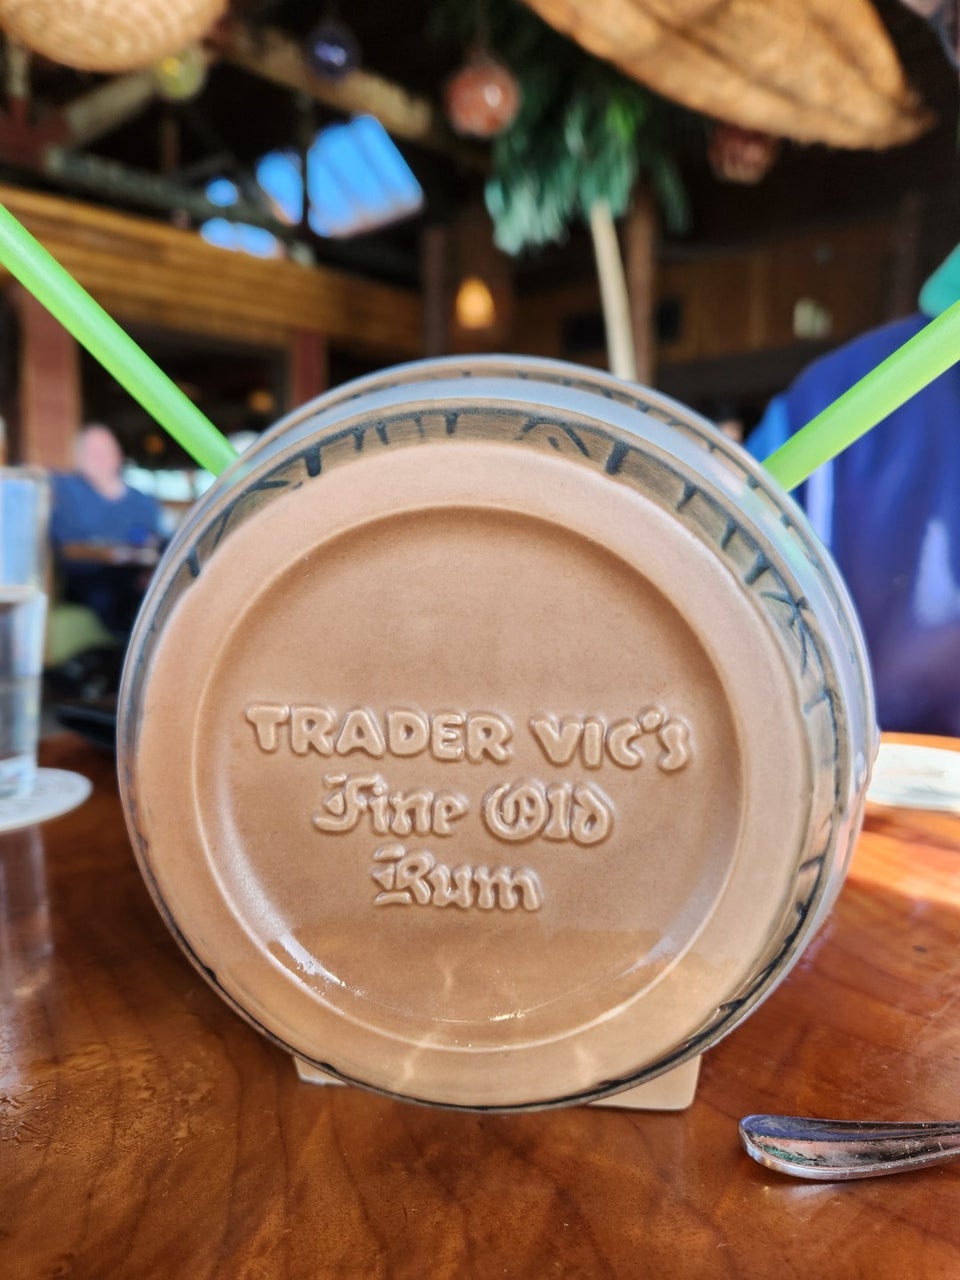 TRADER VIC'S
Fine Old
Rum